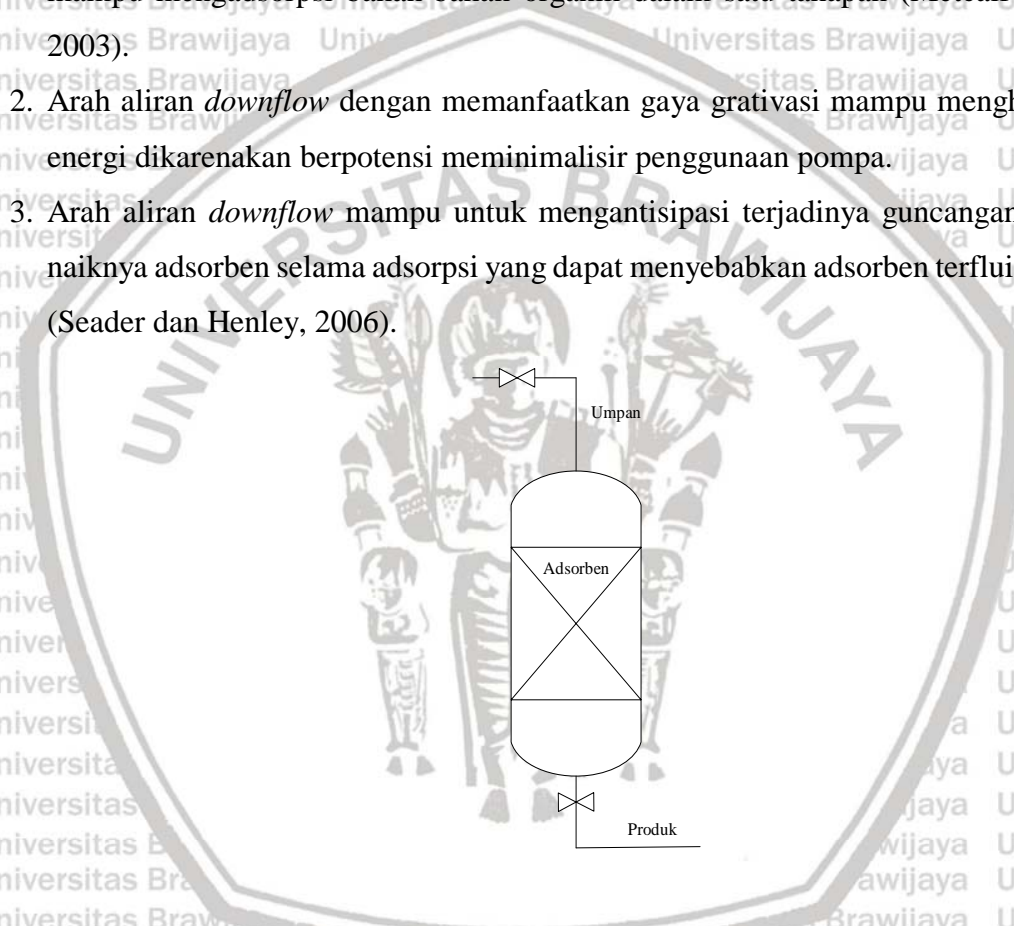 2003).
2. Arah aliran downflow dengan memanfaatkan gaya grativasi mampu
energi dikarenakan berpotensi meminimalisir penggunaan pompa.
3. Arah aliran downflow mampu untuk mengantisipasi terjadinya guncangan
naiknya adsorben selama adsorpsi yang dapat menyebabkan adsorben
(Seader dan Henley, 2006).
UNIVERSITAS BRAWIJAYA
Umpan
Adsorben
Produk